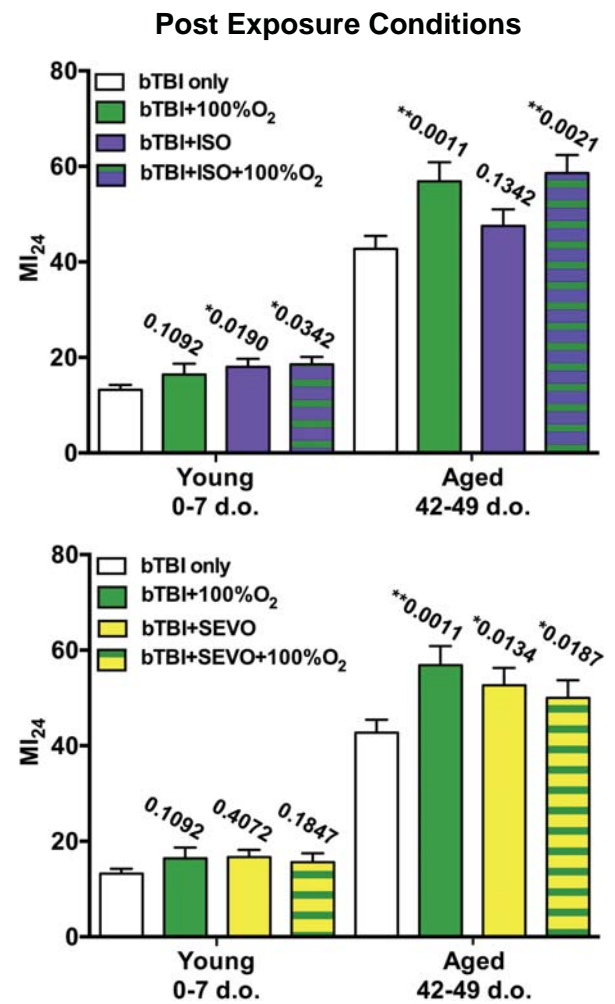 Post Exposure Conditions
80
60
40
20
0
MI₂₄
bTBI only
bTBI+100%O₂
bTBI+ISO
bTBI+ISO+100%O₂
0.1092
*0.0190
*0.0342
**0.0011
0.1342
**0.0021
Young
0-7 d.o.
Aged
42-49 d.o.
80
60
40
20
0
MI₂₄
bTBI only
bTBI+100%O₂
bTBI+SEVO
bTBI+SEVO+100%O₂
0.1092
0.4072
0.1847
**0.0011
*0.0134
*0.0187
Young
0-7 d.o.
Aged
42-49 d.o.